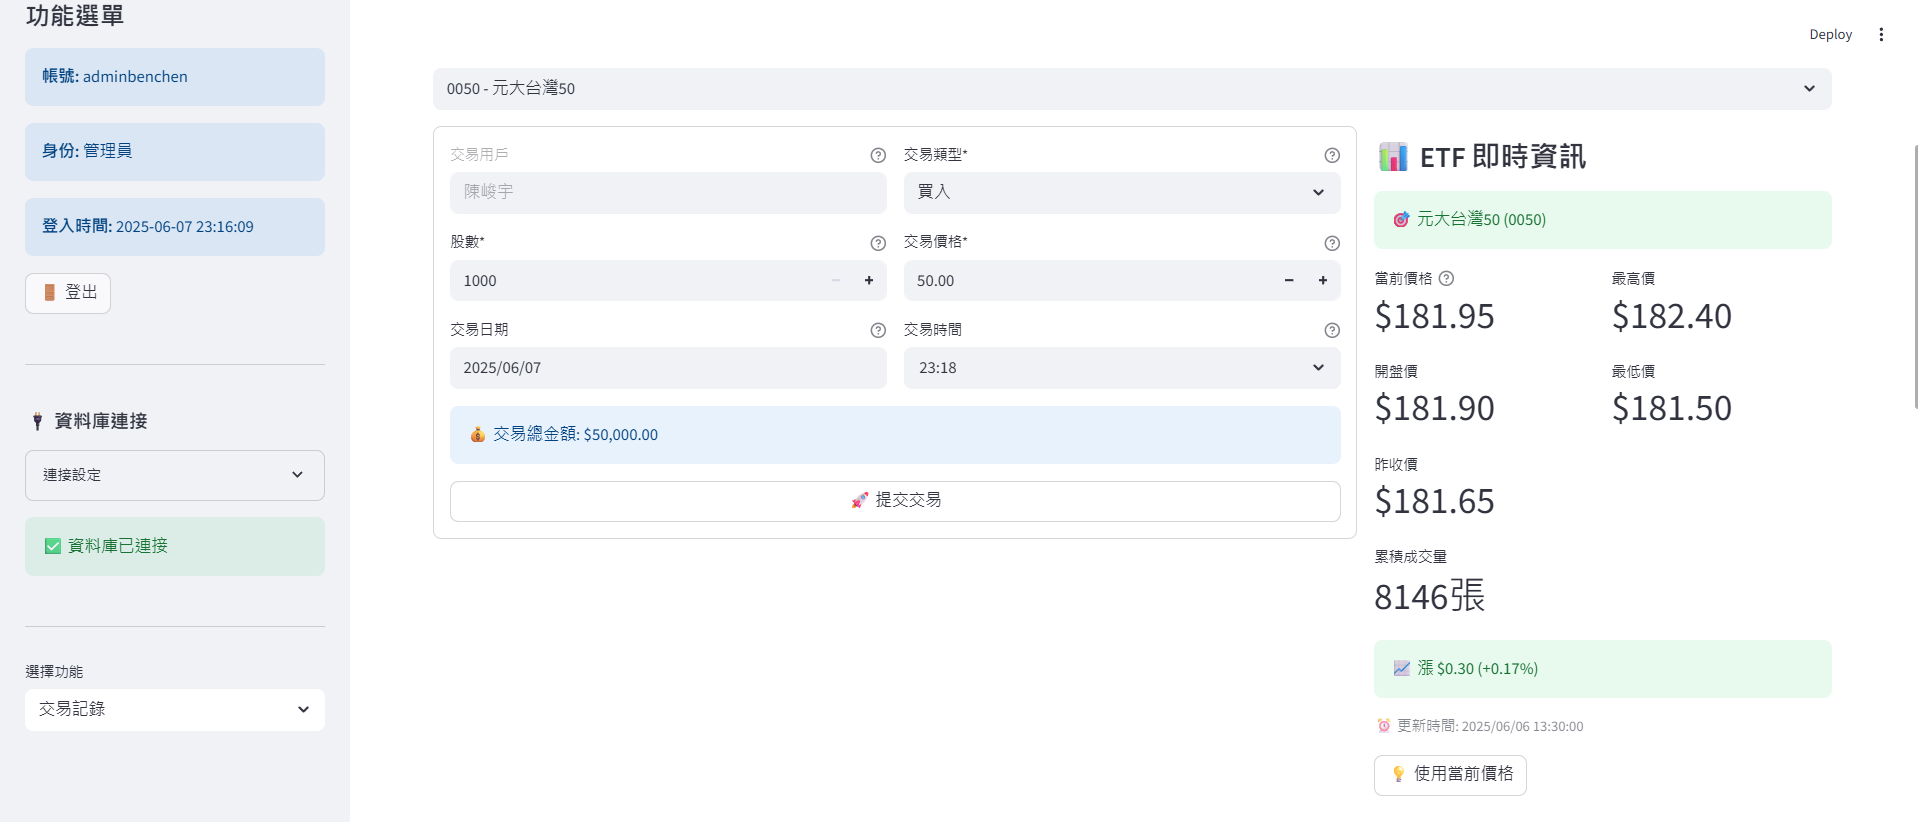 功能選單
帳號: adminbenchen
身份: 管理員
登入時間: 2025-06-07 23:16:09
登出
資料庫連接
連接設定
資料庫已連接
選擇功能
交易記錄
Deploy
0050 - 元大台灣50
交易用戶
陳峻宇
交易類型*
買入
股數*
1000
交易價格*
50.00
交易日期
2025/06/07
交易時間
23:18
交易總金額: $50,000.00
提交交易
ETF 即時資訊
元大台灣50 (0050)
當前價格
$181.95
最高價
$182.40
開盤價
$181.90
最低價
$181.50
昨收價
$181.65
累積成交量
8146張
漲 $0.30 (+0.17%)
更新時間: 2025/06/06 13:30:00
使用當前價格